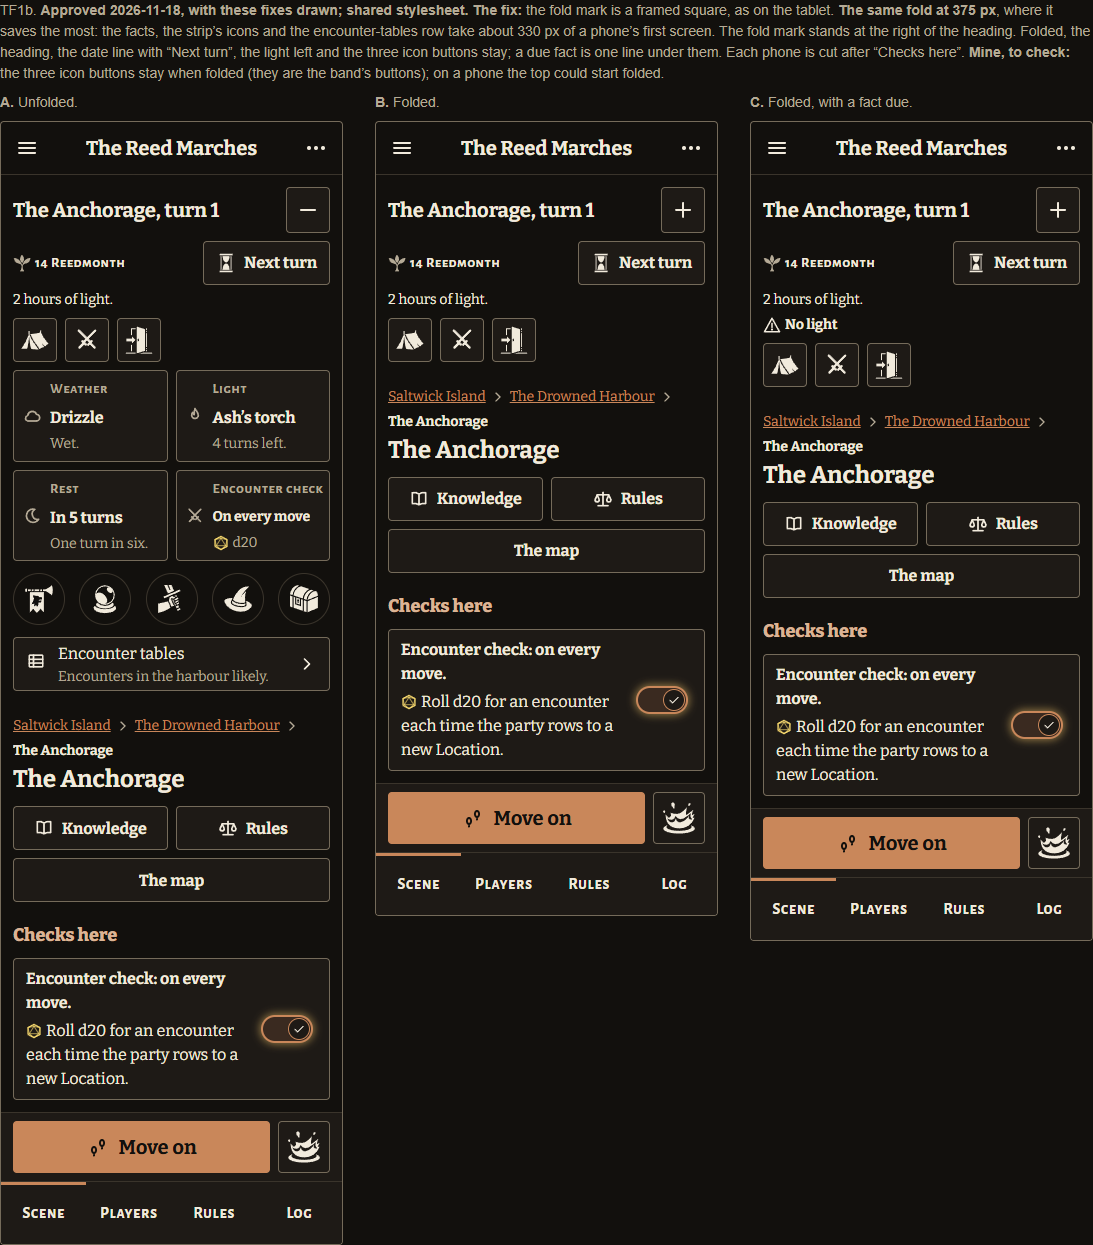 TF1b. Approved 2026-11-18, with these fixes drawn; shared stylesheet. The fix: the fold mark is a framed square, as on the tablet. The same fold at 375 px, where it
saves the most: the facts, the strip's icons and the encounter-tables row take about 330 px of a phone's first screen. The fold mark stands at the right of the heading. Folded, the
heading, the date line with “Next turn”, the light left and the three icon buttons stay; a due fact is one line under them. Each phone is cut after “Checks here”. Mine, to check:
the three icon buttons stay when folded (they are the band's buttons); on a phone the top could start folded.
A. Unfolded.
The Reed Marches
The Anchorage, turn 1
14 Reedmonth
Next turn
2 hours of light.
Weather
Drizzle
Wet.
Light
Ash's torch
4 turns left.
Rest
In 5 turns
One turn in six.
Encounter check
On every move
d20
Encounter tables
Encounters in the harbour likely.
Saltwick Island > The Drowned Harbour >
The Anchorage
The Anchorage
Knowledge
Rules
The map
Checks here
Encounter check: on every
move.
Roll d20 for an encounter
each time the party rows to a
new Location.
Move on
Scene Players Rules Log
B. Folded.
The Reed Marches
The Anchorage, turn 1
14 Reedmonth
Next turn
2 hours of light.
Saltwick Island > The Drowned Harbour >
The Anchorage
The Anchorage
Knowledge
Rules
The map
Checks here
Encounter check: on every
move.
Roll d20 for an encounter
each time the party rows to a
new Location.
Move on
Scene Players Rules Log
C. Folded, with a fact due.
The Reed Marches
The Anchorage, turn 1
14 Reedmonth
Next turn
2 hours of light.
No light
Saltwick Island > The Drowned Harbour >
The Anchorage
The Anchorage
Knowledge
Rules
The map
Checks here
Encounter check: on every
move.
Roll d20 for an encounter
each time the party rows to a
new Location.
Move on
Scene Players Rules Log